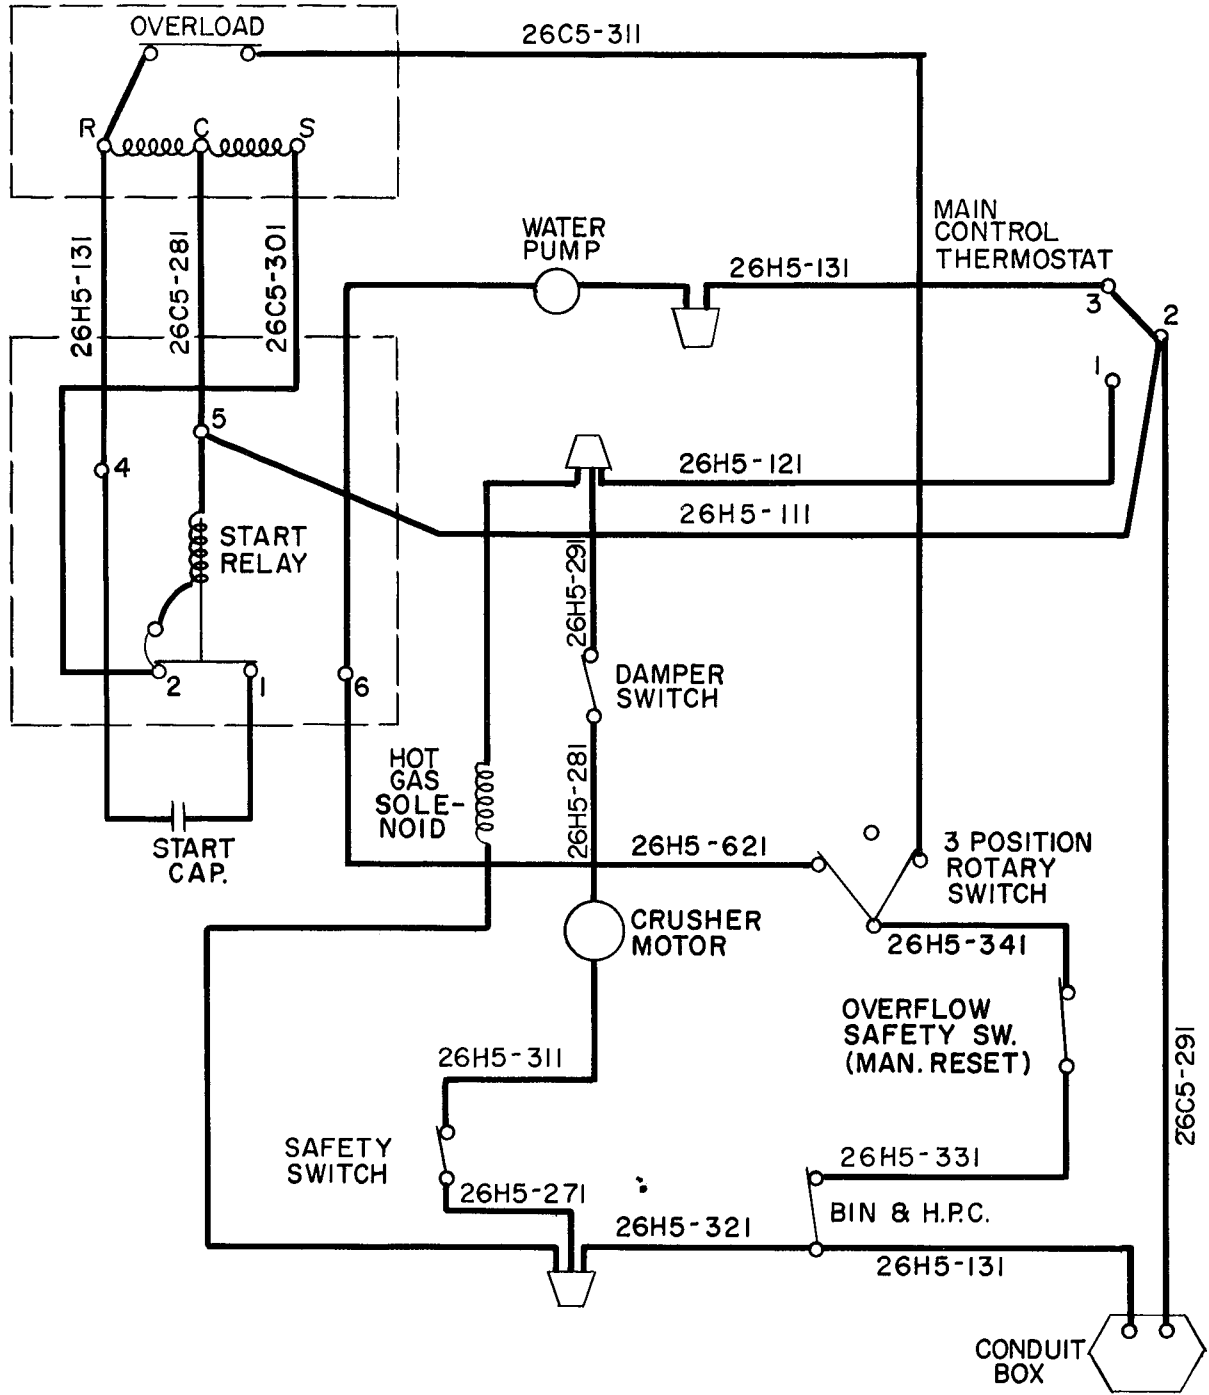 OVERLOAD
26C5-311
R
C
S
26H5-131
26C5-281
26C5-301
WATER
PUMP
26H5-131
MAIN
CONTROL
THERMOSTAT
3
2
1
5
4
26H5-121
26H5-111
START
RELAY
26H5-291
2
1
6
DAMPER
SWITCH
HOT
GAS
SOLE-
NOID
26H5-281
START
CAP.
26H5-621
3 POSITION
ROTARY
SWITCH
CRUSHER
MOTOR
26H5-341
OVERFLOW
SAFETY SW.
(MAN. RESET)
26H5-311
26C5-291
SAFETY
SWITCH
26H5-331
26H5-271
BIN & H.P.C.
26H5-321
26H5-131
CONDUIT
BOX